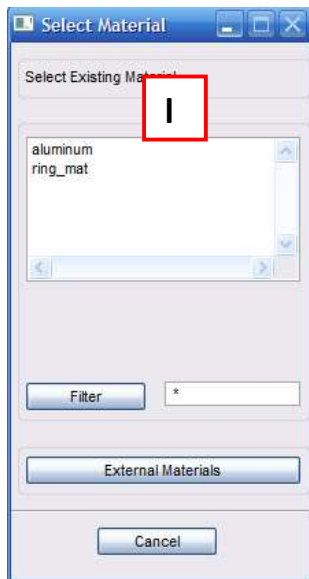 Select Material
Select Existing Material
I
aluminum
ring_mat
Filter
*
External Materials
Cancel